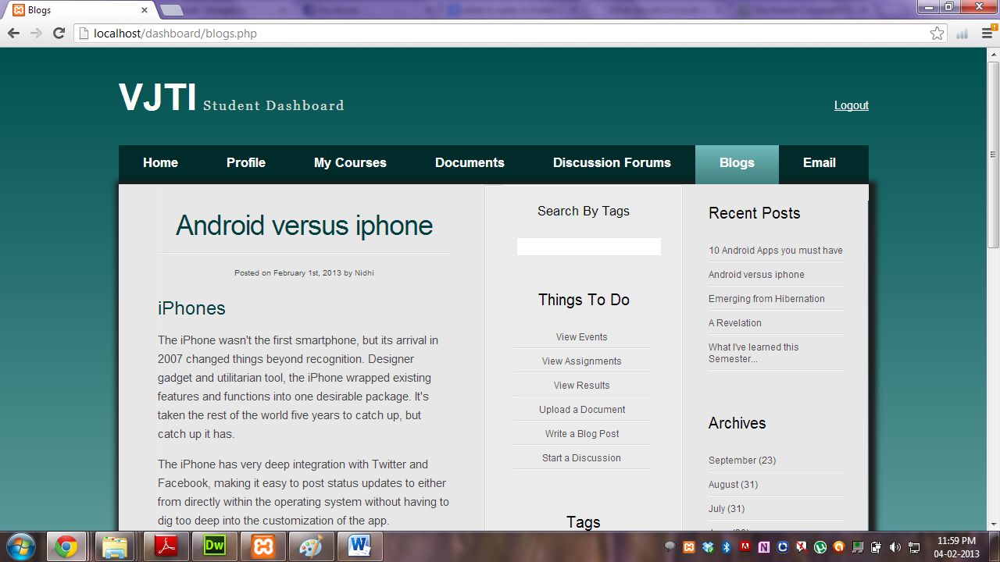 Blogs
localhost/dashboard/blogs.php
VJTI Student Dashboard
Logout
Home Profile My Courses Documents Discussion Forums Blogs Email
Android versus iphone
Posted on February 1st, 2013 by Nidhi
iPhones
The iPhone wasn't the first smartphone, but its arrival in
2007 changed things beyond recognition. Designer
gadget and utilitarian tool, the iPhone wrapped existing
features and functions into one desirable package. It's
taken the rest of the world five years to catch up, but
catch up it has.
The iPhone has very deep integration with Twitter and
Facebook, making it easy to post status updates to either
from directly within the operating system without having to
dig too deep into the customization of the app.
Search By Tags
Things To Do
View Events
View Assignments
View Results
Upload a Document
Write a Blog Post
Start a Discussion
Tags
Recent Posts
10 Android Apps you must have
Android versus iphone
Emerging from Hibernation
A Revelation
What I've learned this
Semester...
Archives
September (23)
August (31)
July (31)
Dw
W
N
11:59 PM
04-02-2013